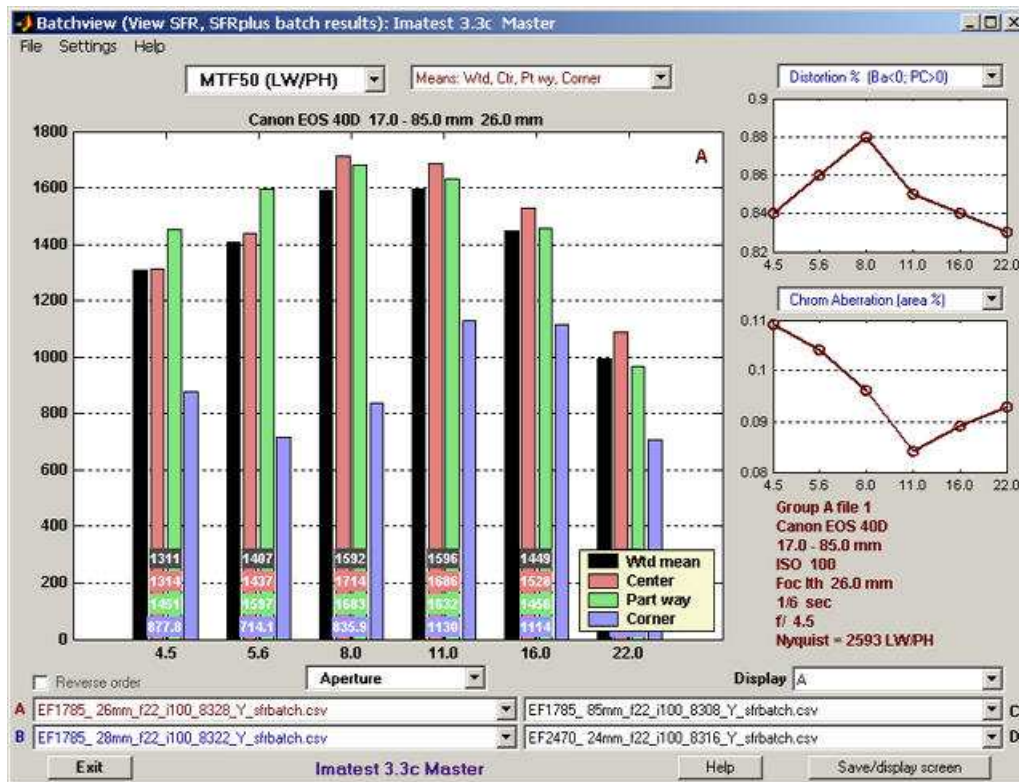 Batchview (View SFR, SFRplus batch results): Imatest 3.3c Master
File Settings Help
MTF50 (LW/PH)
Means: Wtd, Ctr, Pt wy, Corner
Distortion % (Ba<0; PC>0)
Canon EOS 40D 17.0 - 85.0 mm 26.0 mm
A
1800
1600
1400
1200
1000
800
600
400
200
0
1311 1407 1592 1596 1449
1314 1437 1714 1686 1528
1451 1597 1683 1632 1456
877.8 714.1 835.9 1130 1114
4.5 5.6 8.0 11.0 16.0 22.0
Wtd mean
Center
Part way
Corner
0.9
0.88
0.86
0.84
0.82
4.5 5.6 8.0 11.0 16.0 22.0
Chrom Aberration (area %)
0.11
0.1
0.09
0.08
4.5 5.6 8.0 11.0 16.0 22.0
Group A file 1
Canon EOS 40D
17.0 - 85.0 mm
ISO 100
Foc lth 26.0 mm
1/6 sec
f/ 4.5
Nyquist = 2593 LW/PH
Reverse order
Aperture
Display A
A EF1785_ 26mm_f22_i100_8328_Y_sfrbatch.csv
EF1785_ 85mm_f22_i100_8308_Y_sfrbatch.csv C
B EF1785_ 28mm_f22_i100_8322_Y_sfrbatch.csv
EF2470_ 24mm_f22_i100_8316_Y_sfrbatch.csv D
Exit
Imatest 3.3c Master
Help
Save/display screen